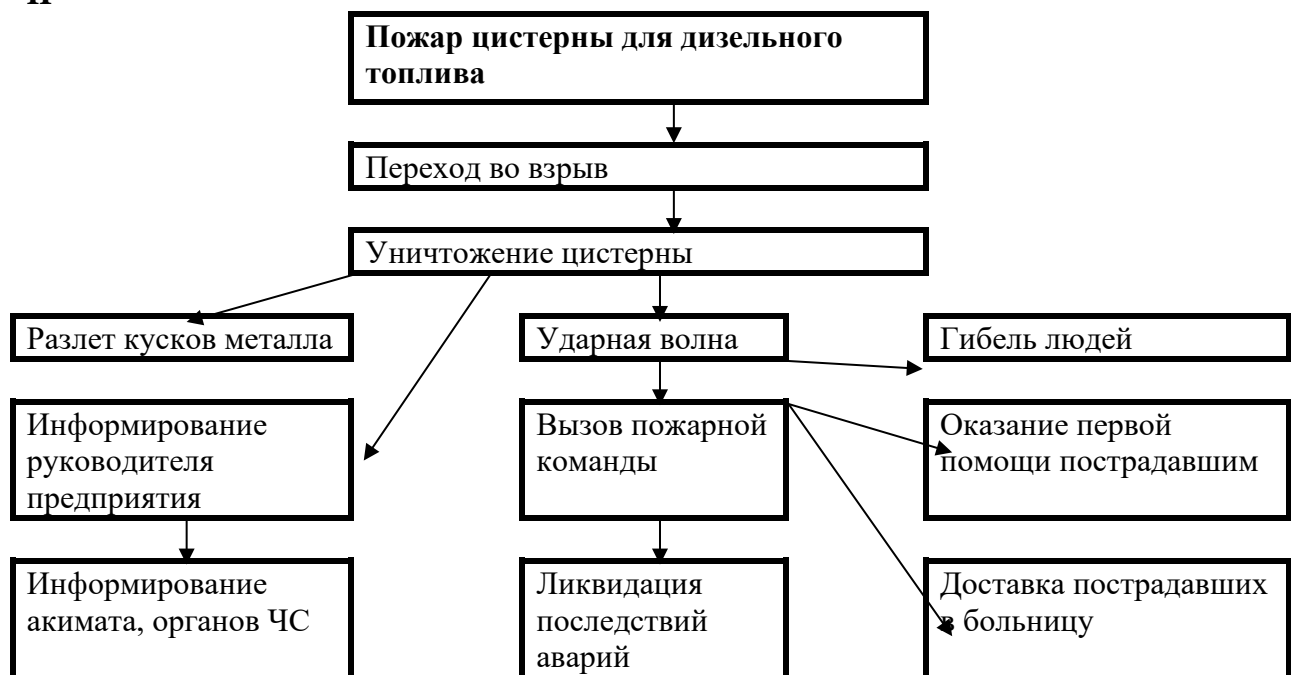 Пожар цистерны для дизельного
топлива
Переход во взрыв
Уничтожение цистерны
Разлет кусков металла
Ударная волна
Гибель людей
Информирование
руководителя
предприятия
Вызов пожарной
команды
Оказание первой
помощи пострадавшим
Информирование
акимата, органов ЧС
Ликвидация
последствий
аварий
Доставка пострадавших
в больницу